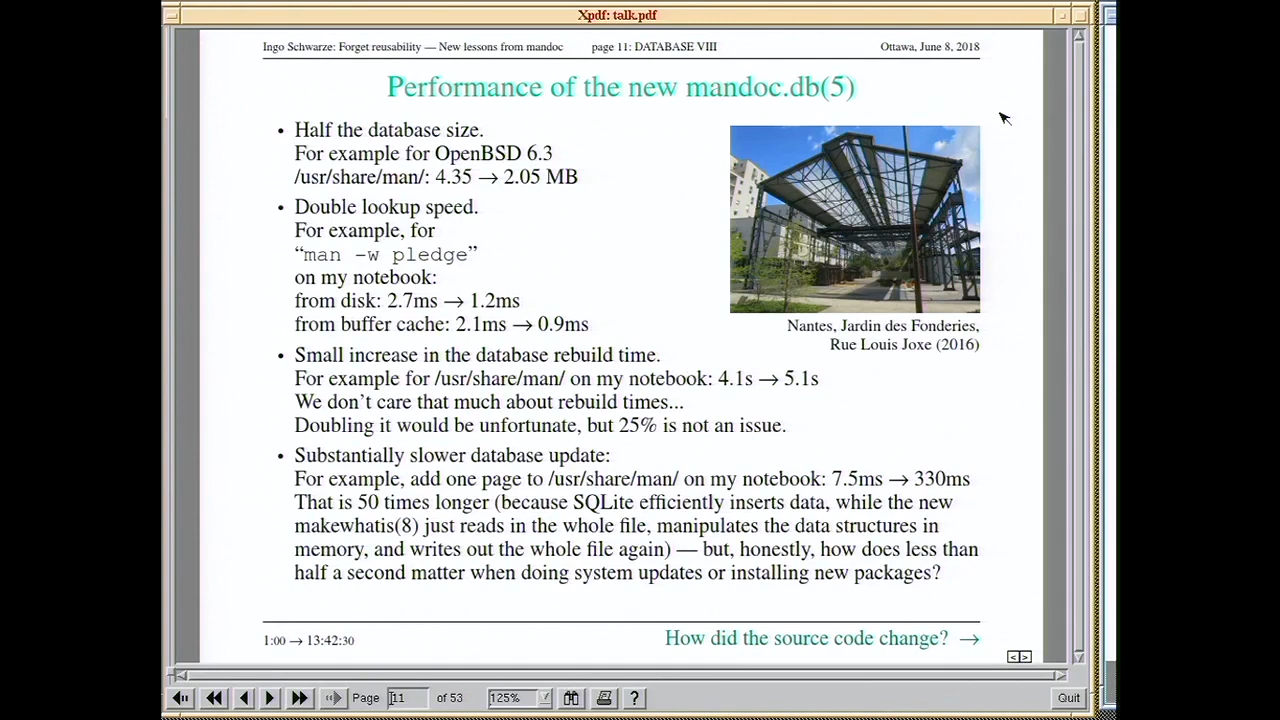 Xpdf: talk.pdf
Ingo Schwarze: Forget reusability — New lessons from mandoc page 11: DATABASE VIII Ottawa, June 8, 2018
Performance of the new mandoc.db(5)
• Half the database size.
For example for OpenBSD 6.3
/usr/share/man/: 4.35 → 2.05 MB
• Double lookup speed.
For example, for
“man -w pledge”
on my notebook:
from disk: 2.7ms → 1.2ms
from buffer cache: 2.1ms → 0.9ms
Nantes, Jardin des Fonderies,
Rue Louis Joxe (2016)
• Small increase in the database rebuild time.
For example for /usr/share/man/ on my notebook: 4.1s → 5.1s
We don’t care that much about rebuild times...
Doubling it would be unfortunate, but 25% is not an issue.
• Substantially slower database update:
For example, add one page to /usr/share/man/ on my notebook: 7.5ms → 330ms
That is 50 times longer (because SQLite efficiently inserts data, while the new
makewhatis(8) just reads in the whole file, manipulates the data structures in
memory, and writes out the whole file again) — but, honestly, how does less than
half a second matter when doing system updates or installing new packages?
1:00 → 13:42:30 How did the source code change? →
Page 11 of 53 125% ? Quit